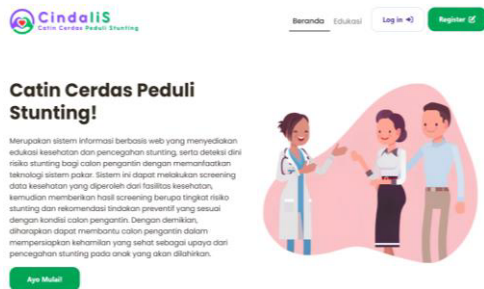 CindaliS
Catin Cerdas Peduli Stunting
Beranda Edukasi Log in Register
Catin Cerdas Peduli
Stunting!
Merupakan sistem informasi berbasis web yang menyediakan
edukasi kesehatan dan pencegahan stunting, serta deteksi dini
risiko stunting bagi calon pengantin dengan memanfaatkan
teknologi sistem pakar. Sistem ini dapat melakukan screening
data kesehatan yang diperoleh dari fasilitas kesehatan,
kemudian memberikan hasil screening berupa tingkat risiko
stunting dan rekomendasi tindakan preventif yang sesuai
dengan kondisi calon pengantin. Dengan demikian,
diharapkan dapat membantu calon pengantin dalam
mempersiapkan kehamilan yang sehat sebagai upaya dari
pencegahan stunting pada anak yang akan dilahirkan.
Ayo Mulai!